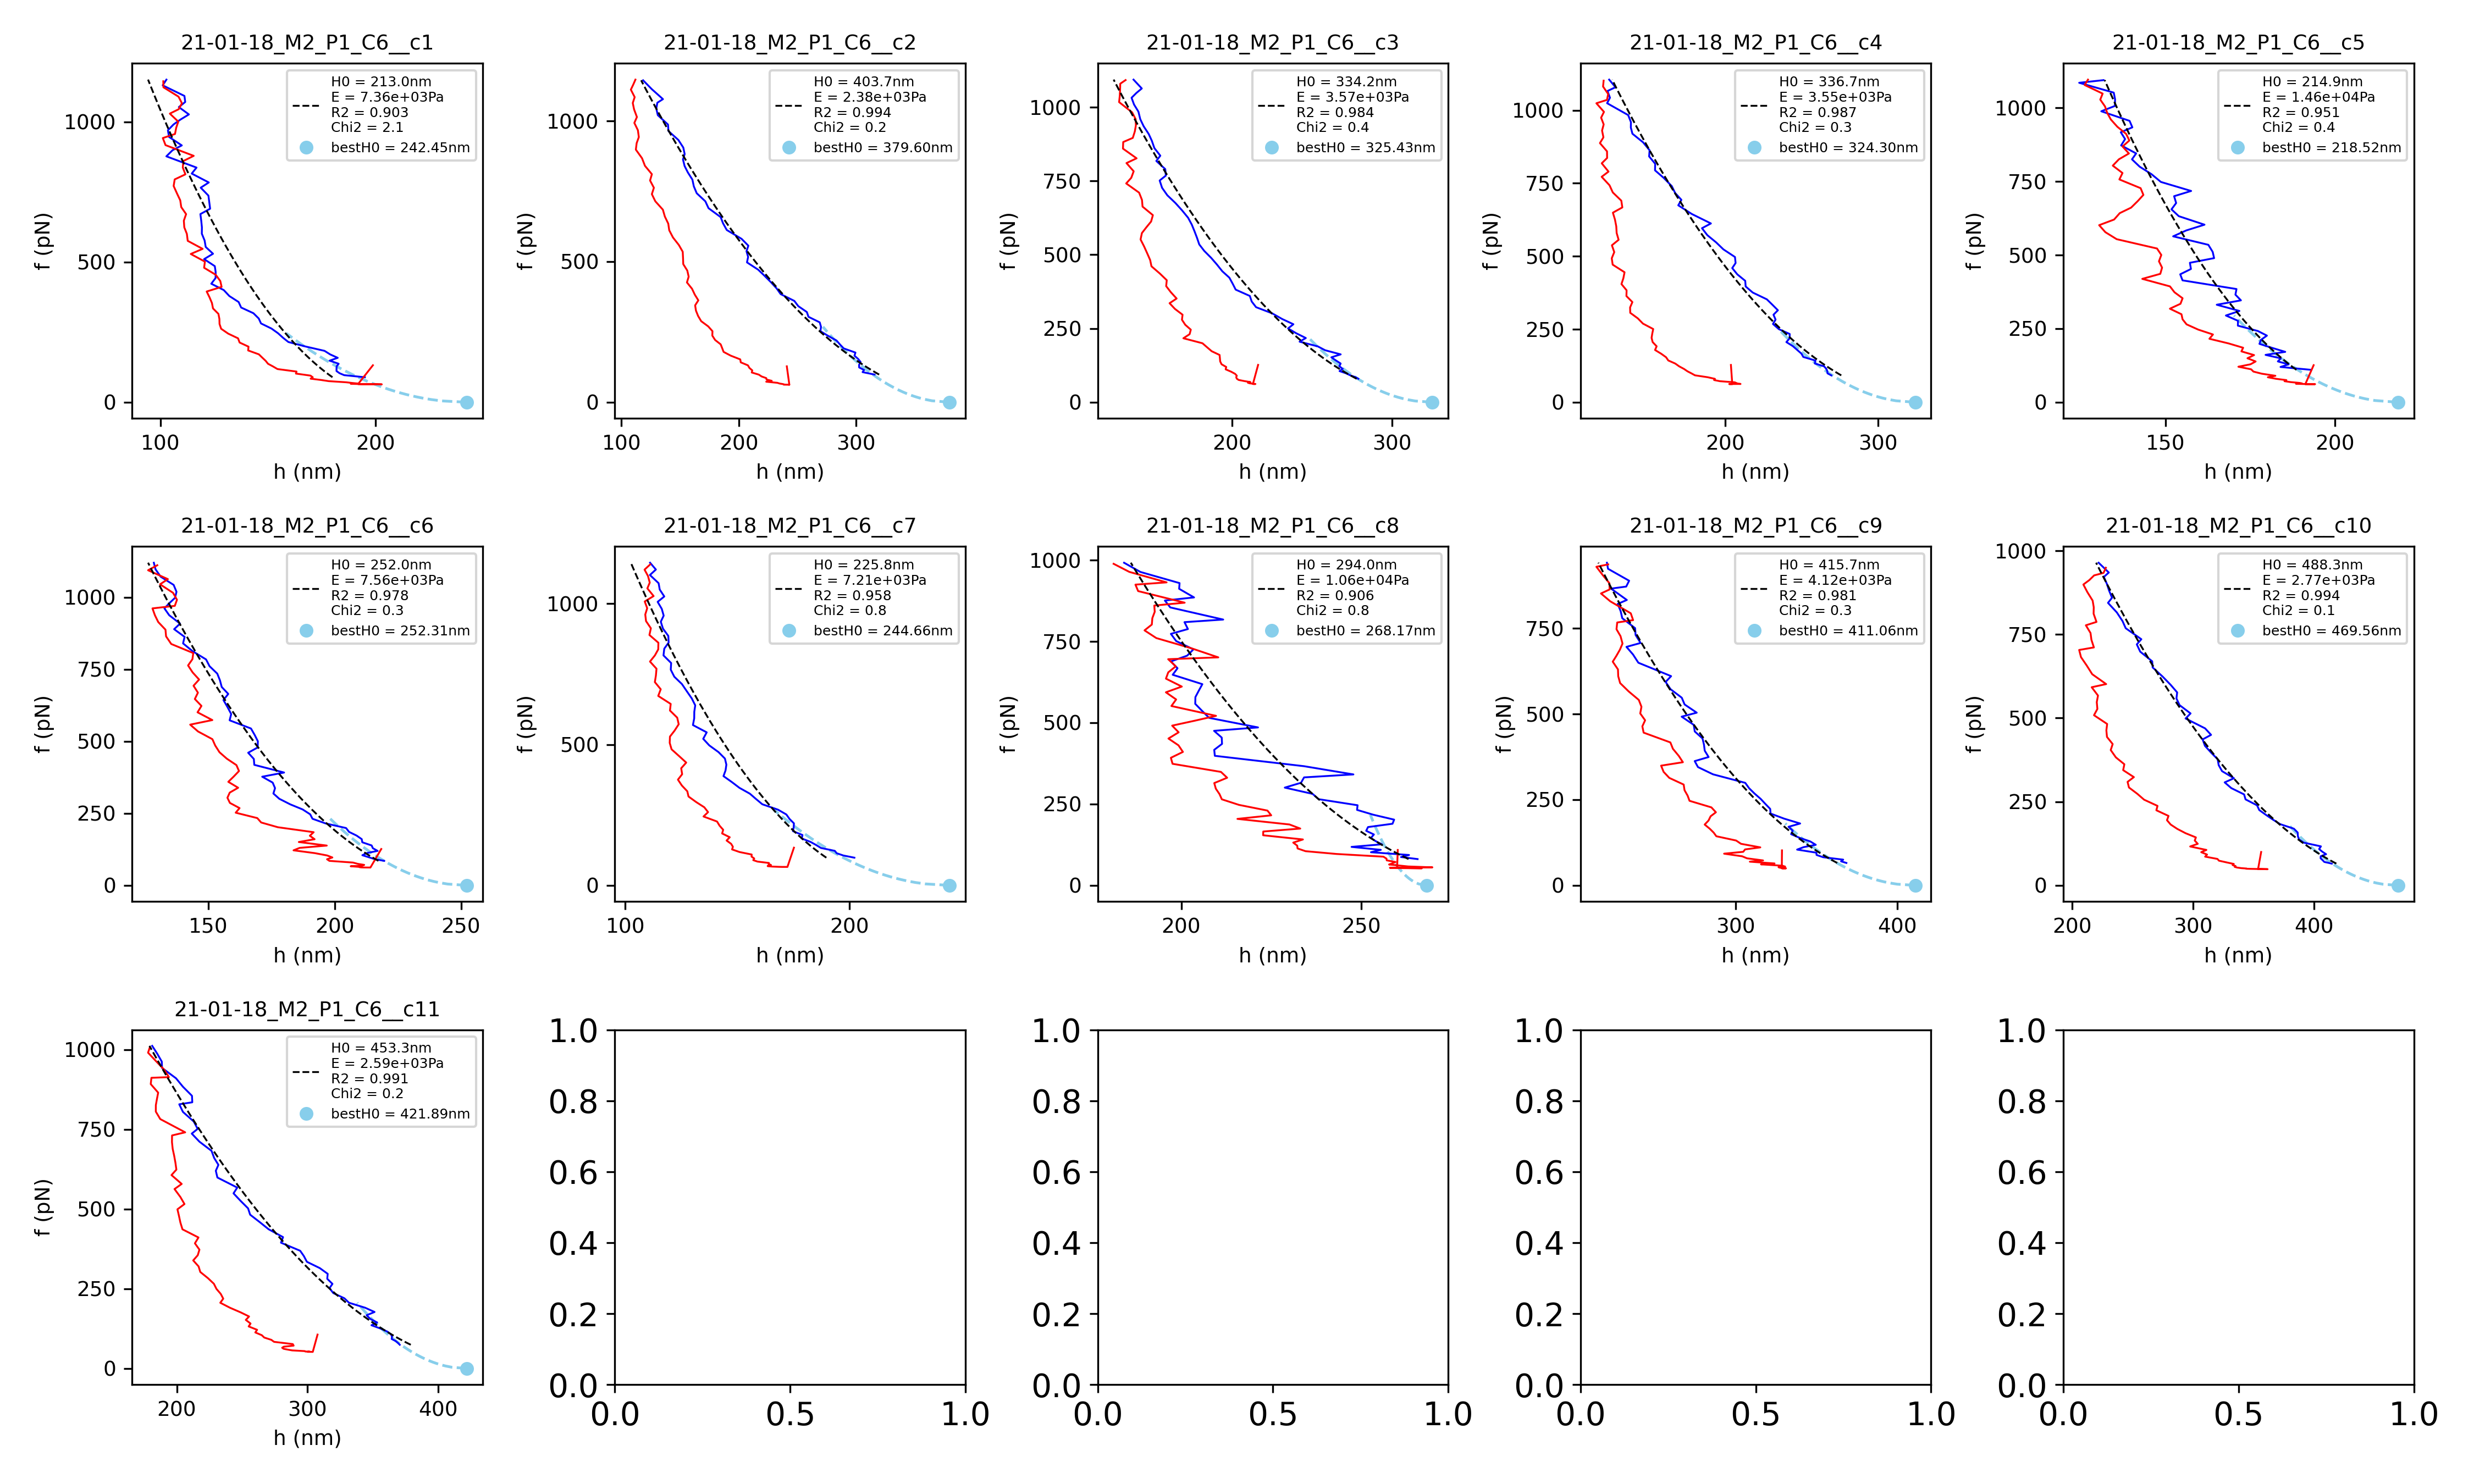 21-01-18_M2_P1_C6__c1
H0 = 213.0nm
E = 7.36e+03Pa
R2 = 0.903
Chi2 = 2.1
bestH0 = 242.45nm
f (pN)
1000
500
0
100 200
h (nm)
21-01-18_M2_P1_C6__c2
H0 = 403.7nm
E = 2.38e+03Pa
R2 = 0.994
Chi2 = 0.2
bestH0 = 379.60nm
f (pN)
1000
500
0
100 200 300
h (nm)
21-01-18_M2_P1_C6__c3
H0 = 334.2nm
E = 3.57e+03Pa
R2 = 0.984
Chi2 = 0.4
bestH0 = 325.43nm
f (pN)
1000
750
500
250
0
200 300
h (nm)
21-01-18_M2_P1_C6__c4
H0 = 336.7nm
E = 3.55e+03Pa
R2 = 0.987
Chi2 = 0.3
bestH0 = 324.30nm
f (pN)
1000
750
500
250
0
200 300
h (nm)
21-01-18_M2_P1_C6__c5
H0 = 214.9nm
E = 1.46e+04Pa
R2 = 0.951
Chi2 = 0.4
bestH0 = 218.52nm
f (pN)
1000
750
500
250
0
150 200
h (nm)
21-01-18_M2_P1_C6__c6
H0 = 252.0nm
E = 7.56e+03Pa
R2 = 0.978
Chi2 = 0.3
bestH0 = 252.31nm
f (pN)
1000
750
500
250
0
150 200 250
h (nm)
21-01-18_M2_P1_C6__c7
H0 = 225.8nm
E = 7.21e+03Pa
R2 = 0.958
Chi2 = 0.8
bestH0 = 244.66nm
f (pN)
1000
500
0
100 200
h (nm)
21-01-18_M2_P1_C6__c8
H0 = 294.0nm
E = 1.06e+04Pa
R2 = 0.906
Chi2 = 0.8
bestH0 = 268.17nm
f (pN)
1000
750
500
250
0
200 250
h (nm)
21-01-18_M2_P1_C6__c9
H0 = 415.7nm
E = 4.12e+03Pa
R2 = 0.981
Chi2 = 0.3
bestH0 = 411.06nm
f (pN)
750
500
250
0
300 400
h (nm)
21-01-18_M2_P1_C6__c10
H0 = 488.3nm
E = 2.77e+03Pa
R2 = 0.994
Chi2 = 0.1
bestH0 = 469.56nm
f (pN)
1000
750
500
250
0
200 300 400
h (nm)
21-01-18_M2_P1_C6__c11
H0 = 453.3nm
E = 2.59e+03Pa
R2 = 0.991
Chi2 = 0.2
bestH0 = 421.89nm
f (pN)
1000
750
500
250
0
200 300 400
h (nm)
1.0
0.8
0.6
0.4
0.2
0.0
0.0 0.5 1.0
1.0
0.8
0.6
0.4
0.2
0.0
0.0 0.5 1.0
1.0
0.8
0.6
0.4
0.2
0.0
0.0 0.5 1.0
1.0
0.8
0.6
0.4
0.2
0.0
0.0 0.5 1.0